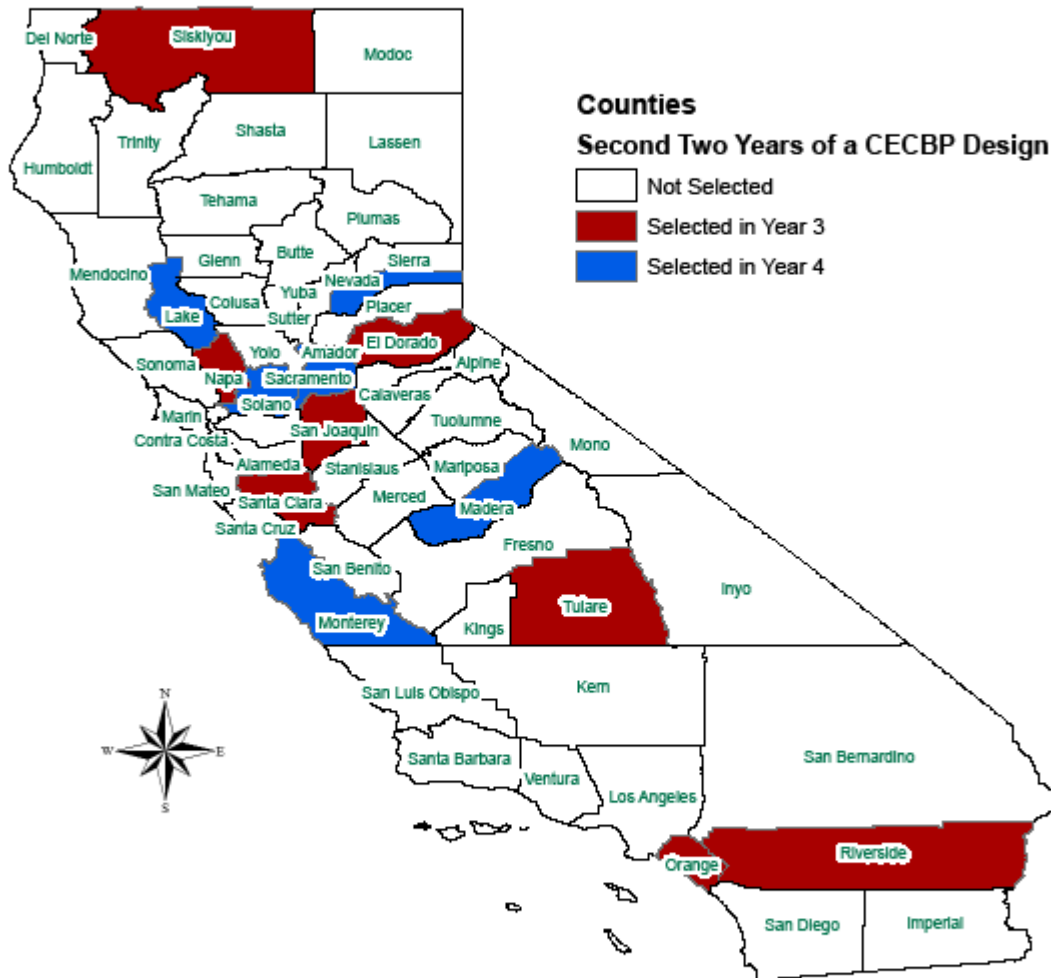 Del Norte
Siskiyou
Modoc
Counties
Second Two Years of a CECBP Design
Not Selected
Selected in Year 3
Selected in Year 4
Humboldt
Trinity
Shasta
Lassen
Tehama
Plumas
Mendocino
Glenn
Butte
Sierra
Nevada
Colusa
Yuba
Placer
Lake
Sutter
Sonoma
Yolo
Amador
El Dorado
Alpine
Napa
Sacramento
Calaveras
Solano
Marin
San Joaquin
Tuolumne
Mono
Contra Costa
Alameda
Stanislaus
Mariposa
San Mateo
Santa Clara
Merced
Madera
Santa Cruz
Fresno
San Benito
Inyo
Monterey
Kings
Tulare
San Luis Obispo
Kern
N
W
E
S
Santa Barbara
Ventura
Los Angeles
San Bernardino
Orange
Riverside
San Diego
Imperial